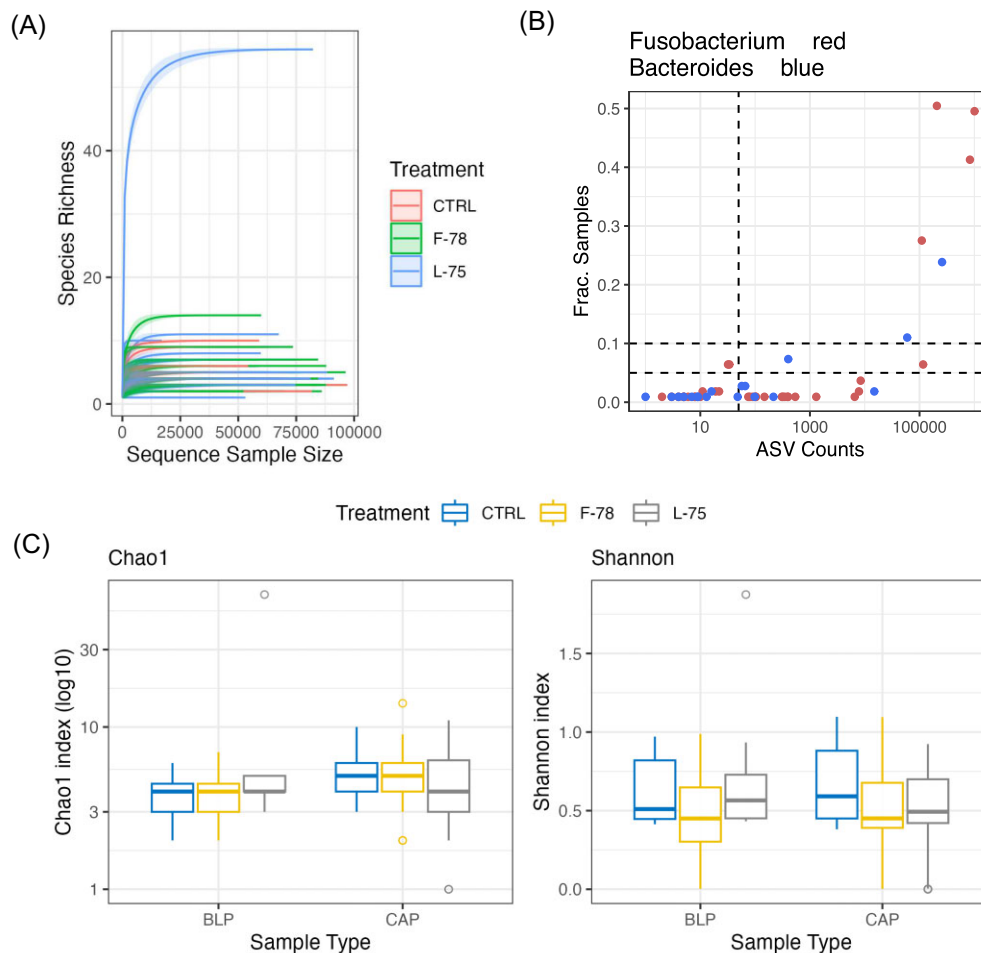 (A)
Species Richness
40
20
0
0 25000 50000 75000 100000
Sequence Sample Size
Treatment
CTRL
F-78
L-75
(B)
Fusobacterium red
Bacteroides blue
Frac. Samples
0.5
0.4
0.3
0.2
0.1
0.0
10 1000 100000
ASV Counts
Treatment CTRL F-78 L-75
(C)
Chao1
Chao1 index (log10)
30
10
3
1
BLP CAP
Sample Type
Shannon
Shannon index
1.5
1.0
0.5
0.0
BLP CAP
Sample Type